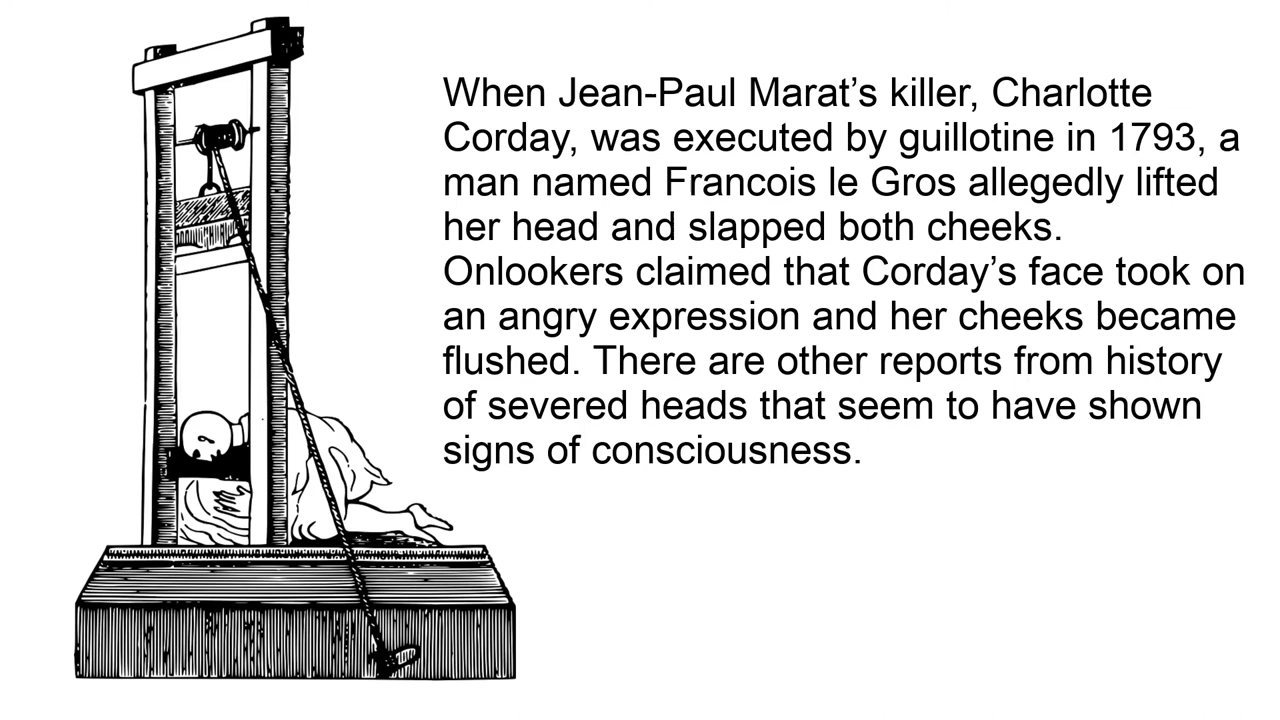 When Jean-Paul Marat’s killer, Charlotte
Corday, was executed by guillotine in 1793, a
man named Francois le Gros allegedly lifted
her head and slapped both cheeks.
Onlookers claimed that Corday’s face took on
an angry expression and her cheeks became
flushed. There are other reports from history
of severed heads that seem to have shown
signs of consciousness.